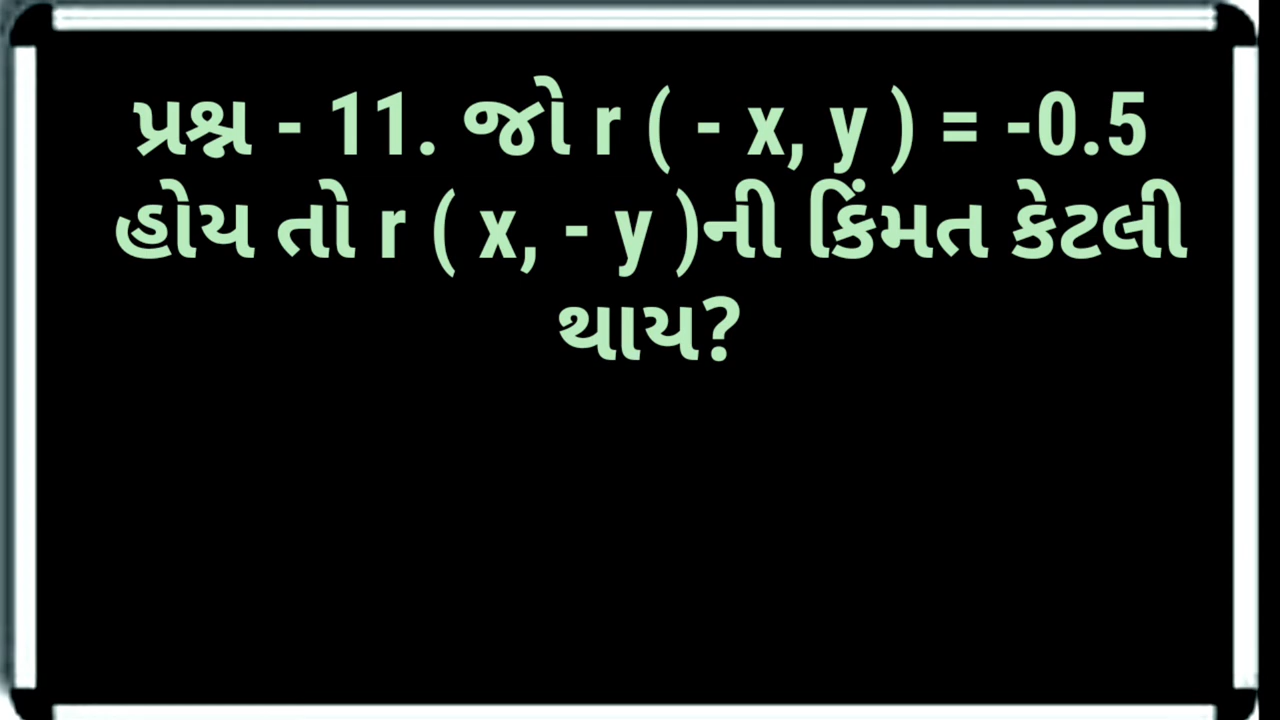 પ્રશ્ન - 11. જો r ( - x, y ) = -0.5
હોય તો r ( x, - y )ની કિંમત કેટલી
થાય?